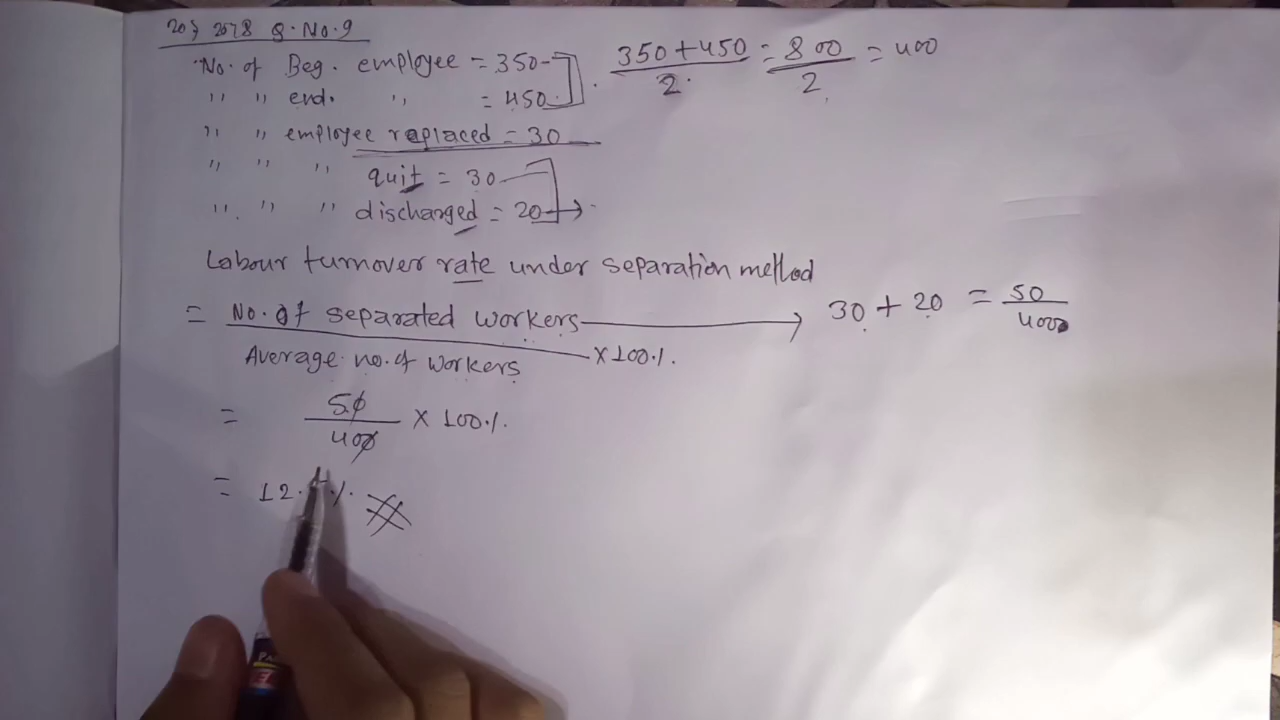 2078 Q. No. 9
No. of Beg. employee = 350
350+450 / 2 = 800 / 2 = 400
" " end. " = 450
" " employee replaced = 30
" " " quit = 30
" " " discharged = 20
Labour turnover rate under separation method
= No. of separated workers / Average no. of workers × 100%
30 + 20 = 50 / 400
= 50 / 400 × 100%
= 12. %